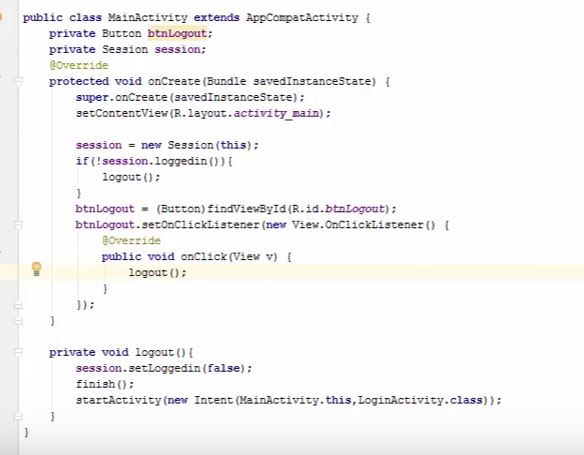 public class MainActivity extends AppCompatActivity {
    private Button btnLogout;
    private Session session;
    @Override
    protected void onCreate(Bundle savedInstanceState) {
        super.onCreate(savedInstanceState);
        setContentView(R.layout.activity_main);

        session = new Session(this);
        if(!session.loggedin()){
            logout();
        }
        btnLogout = (Button)findViewById(R.id.btnLogout);
        btnLogout.setOnClickListener(new View.OnClickListener() {
            @Override
            public void onClick(View v) {
                logout();
            }
        });
    }

    private void logout(){
        session.setLoggedin(false);
        finish();
        startActivity(new Intent(MainActivity.this,LoginActivity.class));
    }
}